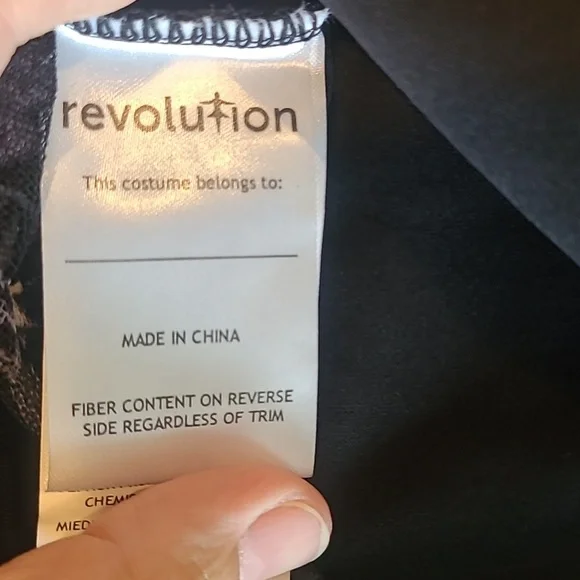 revolution
This costume belongs to:
MADE IN CHINA
FIBER CONTENT ON REVERSE
SIDE REGARDLESS OF TRIM